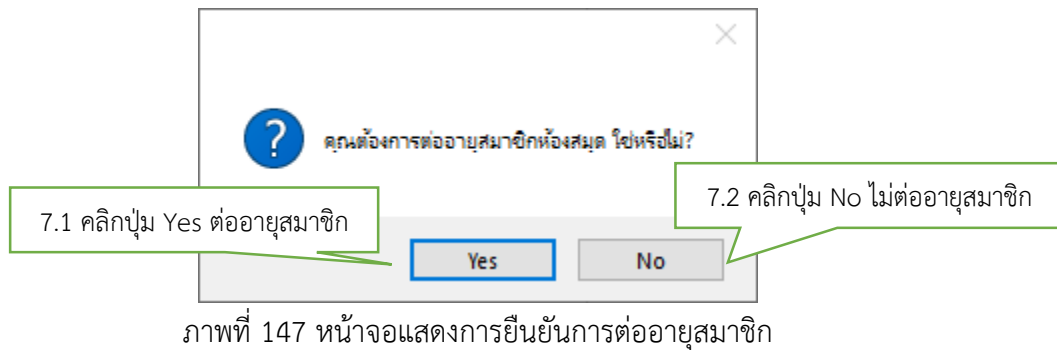 คุณต้องการต่ออายุสมาชิกห้องสมุด ใช่หรือไม่?
7.1 คลิกปุ่ม Yes ต่ออายุสมาชิก
7.2 คลิกปุ่ม No ไม่ต่ออายุสมาชิก
Yes
No
ภาพที่ 147 หน้าจอแสดงการยืนยันการต่ออายุสมาชิก